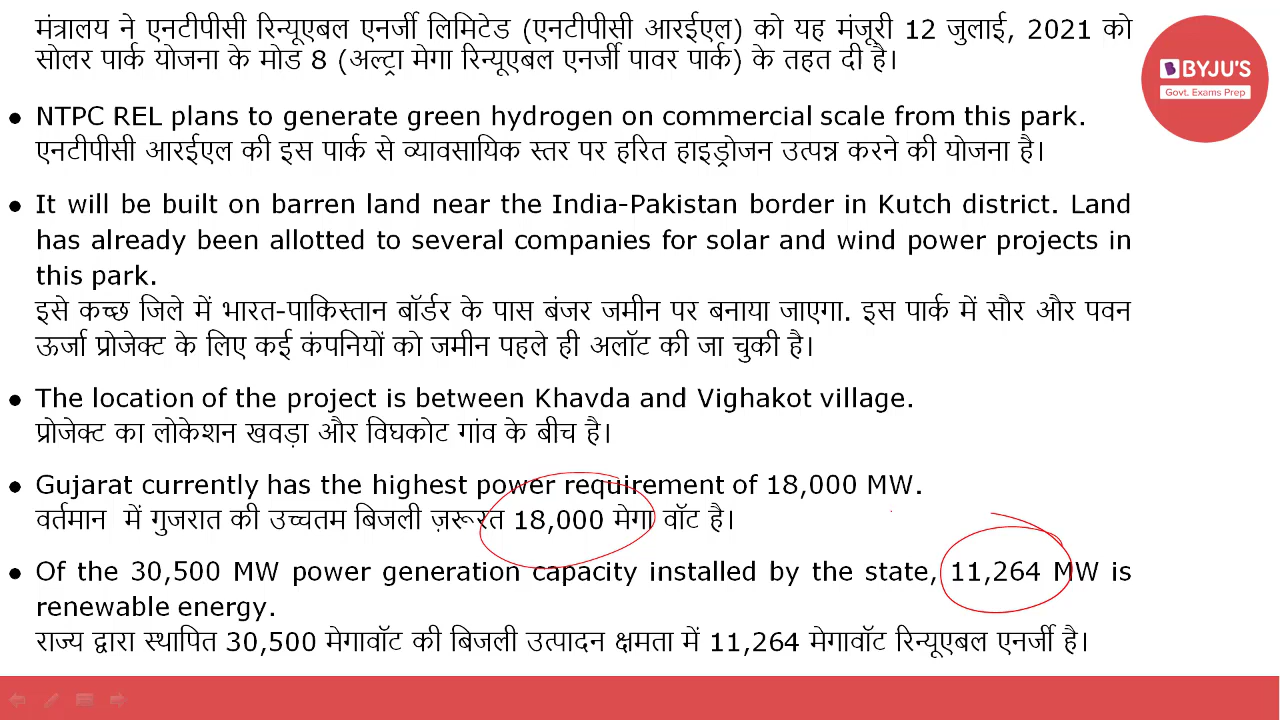 मंत्रालय ने एनटीपीसी रिन्यूएबल एनर्जी लिमिटेड (एनटीपीसी आरईएल) को यह मंजूरी 12 जुलाई, 2021 को
सोलर पार्क योजना के मोड 8 (अल्ट्रा मेगा रिन्यूएबल एनर्जी पावर पार्क) के तहत दी है।
BYJU'S
Govt. Exams Prep
● NTPC REL plans to generate green hydrogen on commercial scale from this park.
एनटीपीसी आरईएल की इस पार्क से व्यावसायिक स्तर पर हरित हाइड्रोजन उत्पन्न करने की योजना है।
● It will be built on barren land near the India-Pakistan border in Kutch district. Land
has already been allotted to several companies for solar and wind power projects in
this park.
इसे कच्छ जिले में भारत-पाकिस्तान बॉर्डर के पास बंजर जमीन पर बनाया जाएगा. इस पार्क में सौर और पवन
ऊर्जा प्रोजेक्ट के लिए कई कंपनियों को जमीन पहले ही अलॉट की जा चुकी है।
● The location of the project is between Khavda and Vighakot village.
प्रोजेक्ट का लोकेशन खवड़ा और विघकोट गांव के बीच है।
● Gujarat currently has the highest power requirement of 18,000 MW.
वर्तमान में गुजरात की उच्चतम बिजली ज़रूरत 18,000 मेगा वॉट है।
● Of the 30,500 MW power generation capacity installed by the state, 11,264 MW is
renewable energy.
राज्य द्वारा स्थापित 30,500 मेगावॉट की बिजली उत्पादन क्षमता में 11,264 मेगावॉट रिन्यूएबल एनर्जी है।